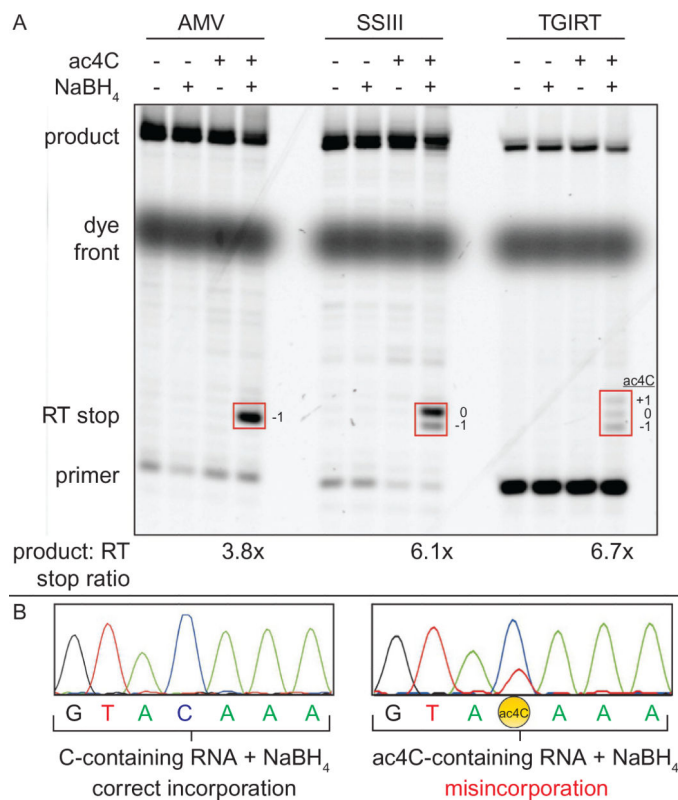 A
AMV SSIII TGIRT
ac4C - - + + - - + + - - + +
NaBH4 - + - + - + - + - + - +
product
dye
front
ac4C
+1
RT stop -1 0 0
-1 -1
primer
product: RT 3.8x 6.1x 6.7x
stop ratio
B
G T A C A A A G T A ac4C A A A
C-containing RNA + NaBH4 ac4C-containing RNA + NaBH4
correct incorporation misincorporation